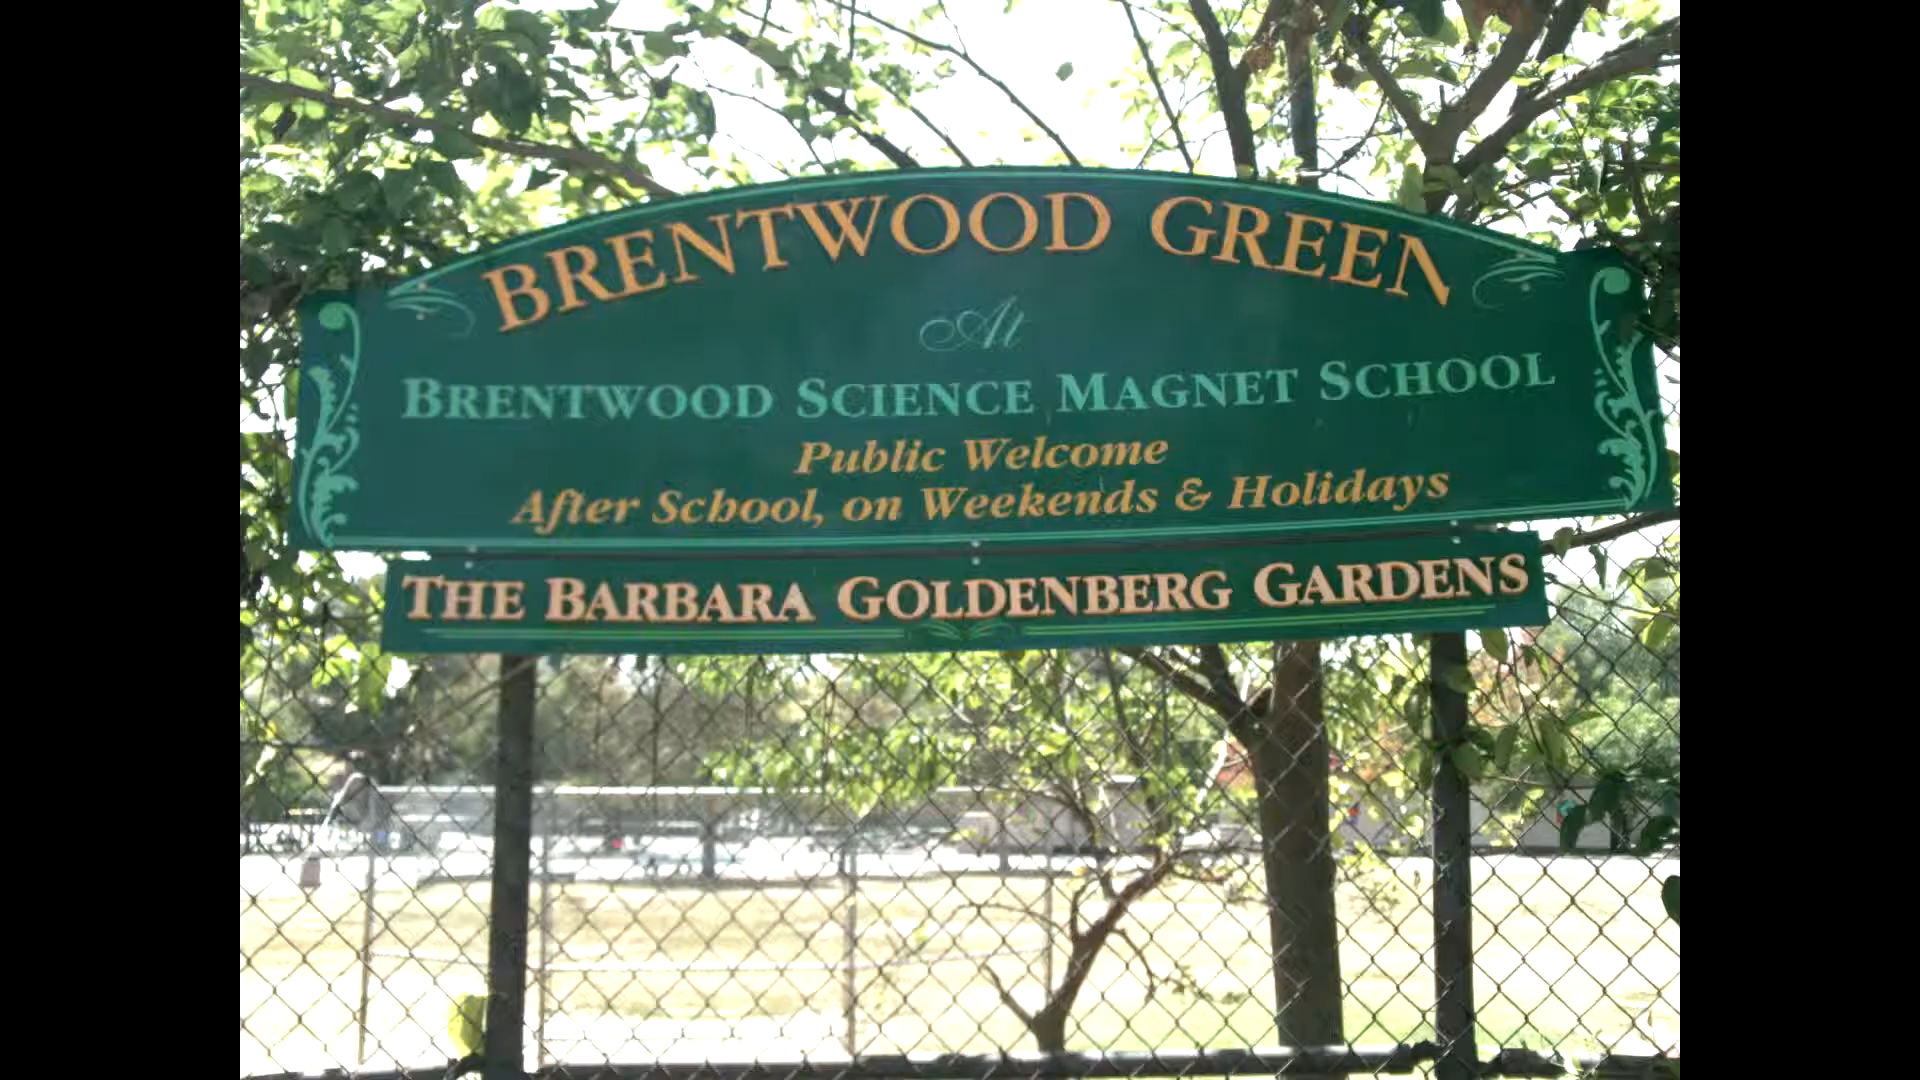 BRENTWOOD GREEN
At
BRENTWOOD SCIENCE MAGNET SCHOOL
Public Welcome
After School, on Weekends & Holidays
THE BARBARA GOLDENBERG GARDENS